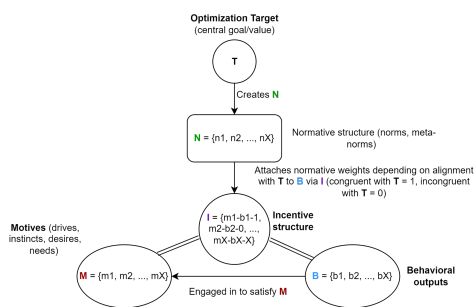 Optimization Target
(central goal/value)
T
Creates N
N = {n1, n2, ..., nX}
Normative structure (norms, meta-
norms)
Attaches normative weights depending on alignment
with T to B via I (congruent with T = 1, incongruent
with T = 0)
I = {m1-b1-1,
m2-b2-0, ...,
mX-bX-X}
Incentive
structure
Motives (drives,
instincts, desires,
needs)
M = {m1, m2, ..., mX}
Engaged in to satisfy M
B = {b1, b2, ..., bX}
Behavioral
outputs